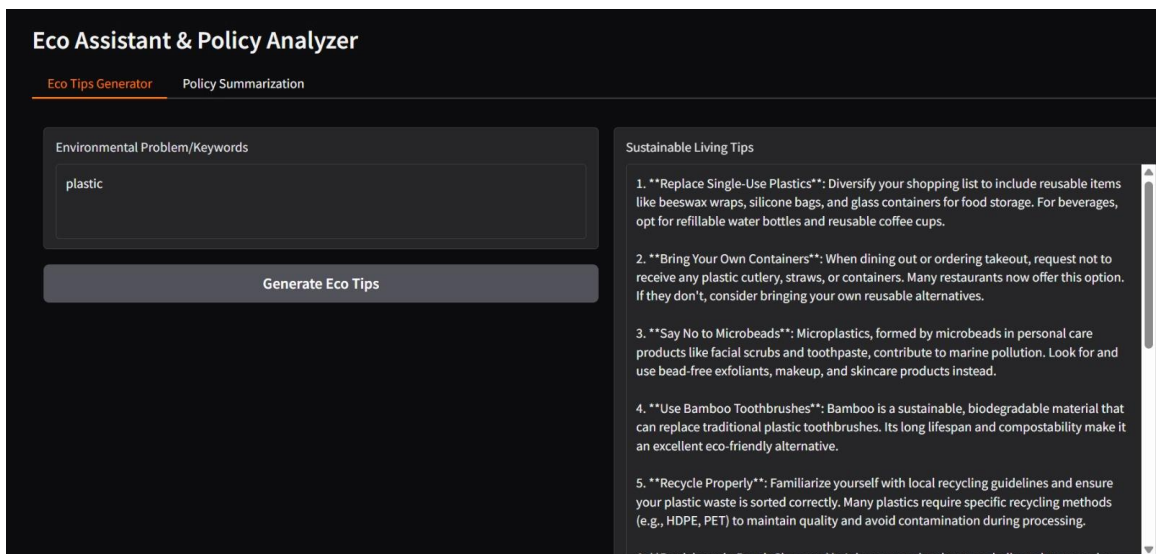 Eco Assistant & Policy Analyzer
Eco Tips Generator
Policy Summarization
Environmental Problem/Keywords
plastic
Generate Eco Tips
Sustainable Living Tips
1. **Replace Single-Use Plastics**: Diversify your shopping list to include reusable items
like beeswax wraps, silicone bags, and glass containers for food storage. For beverages,
opt for refillable water bottles and reusable coffee cups.
2. **Bring Your Own Containers**: When dining out or ordering takeout, request not to
receive any plastic cutlery, straws, or containers. Many restaurants now offer this option.
If they don't, consider bringing your own reusable alternatives.
3. **Say No to Microbeads**: Microplastics, formed by microbeads in personal care
products like facial scrubs and toothpaste, contribute to marine pollution. Look for and
use bead-free exfoliants, makeup, and skincare products instead.
4. **Use Bamboo Toothbrushes**: Bamboo is a sustainable, biodegradable material that
can replace traditional plastic toothbrushes. Its long lifespan and compostability make it
an excellent eco-friendly alternative.
5. **Recycle Properly**: Familiarize yourself with local recycling guidelines and ensure
your plastic waste is sorted correctly. Many plastics require specific recycling methods
(e.g., HDPE, PET) to maintain quality and avoid contamination during processing.